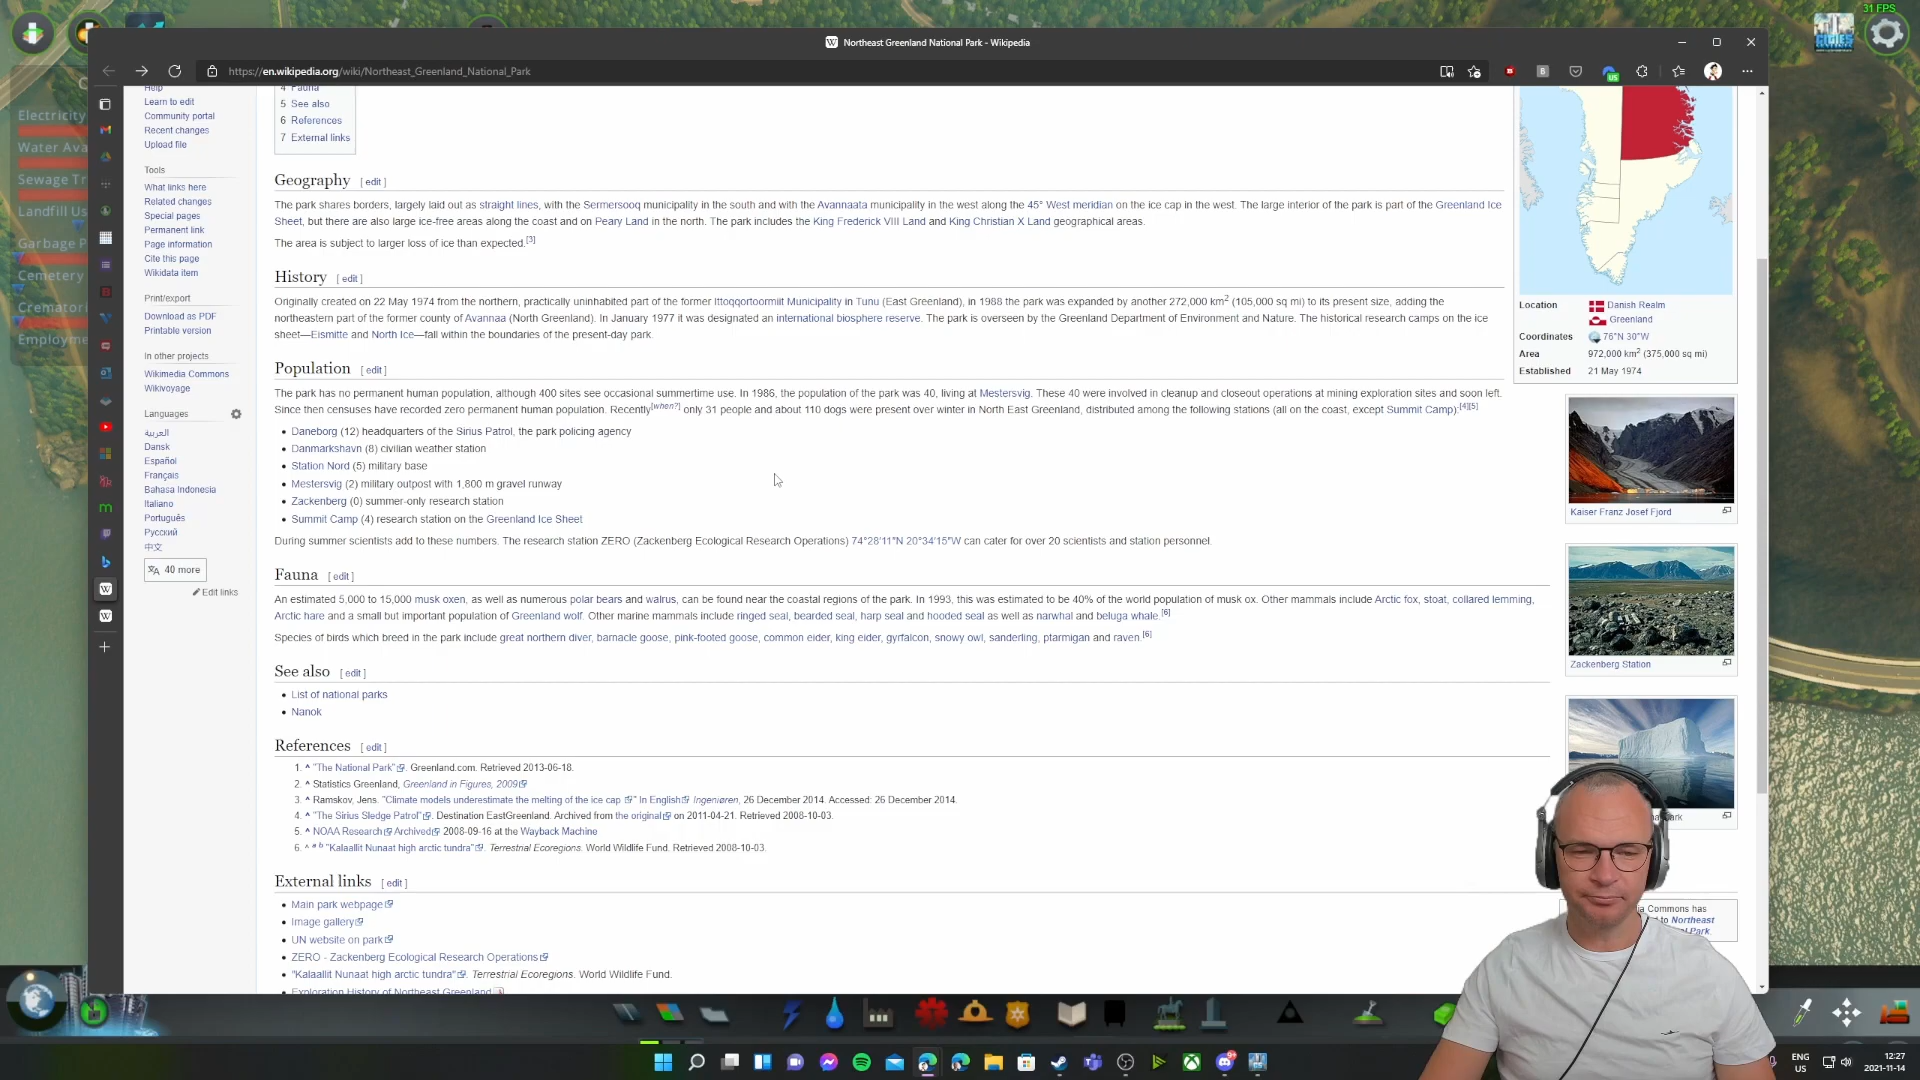 31 FPS
Northeast Greenland National Park - Wikipedia
https://en.wikipedia.org/wiki/Northeast_Greenland_National_Park
Electricity
Water Ava
Sewage Tr
Landfill Us
Garbage P
Cemetery
Cremator
Employme
Help
Learn to edit
Community portal
Recent changes
Upload file
Tools
What links here
Related changes
Special pages
Permanent link
Page information
Cite this page
Wikidata item
Print/export
Download as PDF
Printable version
In other projects
Wikimedia Commons
Wikivoyage
Languages
العربية
Dansk
Español
Français
Bahasa Indonesia
Italiano
Português
Русский
中文
40 more
Edit links
4 Fauna
5 See also
6 References
7 External links
Geography [ edit ]
The park shares borders, largely laid out as straight lines, with the Sermersooq municipality in the south and with the Avannaata municipality in the west along the 45° West meridian on the ice cap in the west. The large interior of the park is part of the Greenland Ice
Sheet, but there are also large ice-free areas along the coast and on Peary Land in the north. The park includes the King Frederick VIII Land and King Christian X Land geographical areas.
The area is subject to larger loss of ice than expected.[3]
History [ edit ]
Originally created on 22 May 1974 from the northern, practically uninhabited part of the former Ittoqqortoormiit Municipality in Tunu (East Greenland), in 1988 the park was expanded by another 272,000 km2 (105,000 sq mi) to its present size, adding the
northeastern part of the former county of Avannaa (North Greenland). In January 1977 it was designated an international biosphere reserve. The park is overseen by the Greenland Department of Environment and Nature. The historical research camps on the ice
sheet—Eismitte and North Ice—fall within the boundaries of the present-day park.
Population [ edit ]
The park has no permanent human population, although 400 sites see occasional summertime use. In 1986, the population of the park was 40, living at Mestersvig. These 40 were involved in cleanup and closeout operations at mining exploration sites and soon left.
Since then censuses have recorded zero permanent human population. Recently[when?] only 31 people and about 110 dogs were present over winter in North East Greenland, distributed among the following stations (all on the coast, except Summit Camp):[4][5]
• Daneborg (12) headquarters of the Sirius Patrol, the park policing agency
• Danmarkshavn (8) civilian weather station
• Station Nord (5) military base
• Mestersvig (2) military outpost with 1,800 m gravel runway
• Zackenberg (0) summer-only research station
• Summit Camp (4) research station on the Greenland Ice Sheet
During summer scientists add to these numbers. The research station ZERO (Zackenberg Ecological Research Operations) 74°28′11″N 20°34′15″W can cater for over 20 scientists and station personnel.
Fauna [ edit ]
An estimated 5,000 to 15,000 musk oxen, as well as numerous polar bears and walrus, can be found near the coastal regions of the park. In 1993, this was estimated to be 40% of the world population of musk ox. Other mammals include Arctic fox, stoat, collared lemming,
Arctic hare and a small but important population of Greenland wolf. Other marine mammals include ringed seal, bearded seal, harp seal and hooded seal as well as narwhal and beluga whale.[6]
Species of birds which breed in the park include great northern diver, barnacle goose, pink-footed goose, common eider, king eider, gyrfalcon, snowy owl, sanderling, ptarmigan and raven.[6]
See also [ edit ]
• List of national parks
• Nanok
References [ edit ]
1. ^ "The National Park". Greenland.com. Retrieved 2013-06-18.
2. ^ Statistics Greenland, Greenland in Figures, 2009
3. ^ Ramskov, Jens. "Climate models underestimate the melting of the ice cap" In English Ingeniøren, 26 December 2014. Accessed: 26 December 2014.
4. ^ "The Sirius Sledge Patrol". Destination EastGreenland. Archived from the original on 2011-04-21. Retrieved 2008-10-03.
5. ^ NOAA Research Archived 2008-09-16 at the Wayback Machine
6. ^ a b "Kalaallit Nunaat high arctic tundra". Terrestrial Ecoregions. World Wildlife Fund. Retrieved 2008-10-03.
External links [ edit ]
• Main park webpage
• Image gallery
• UN website on park
• ZERO - Zackenberg Ecological Research Operations
• "Kalaallit Nunaat high arctic tundra". Terrestrial Ecoregions. World Wildlife Fund.
• Exploration History of Northeast Greenland
Location Danish Realm
Greenland
Coordinates 76°N 30°W
Area 972,000 km2 (375,000 sq mi)
Established 21 May 1974
Kaiser Franz Josef Fjord
Zackenberg Station
ark
ia Commons has
to Northeast
al Park.
ENG
US
12:27
2021-11-14